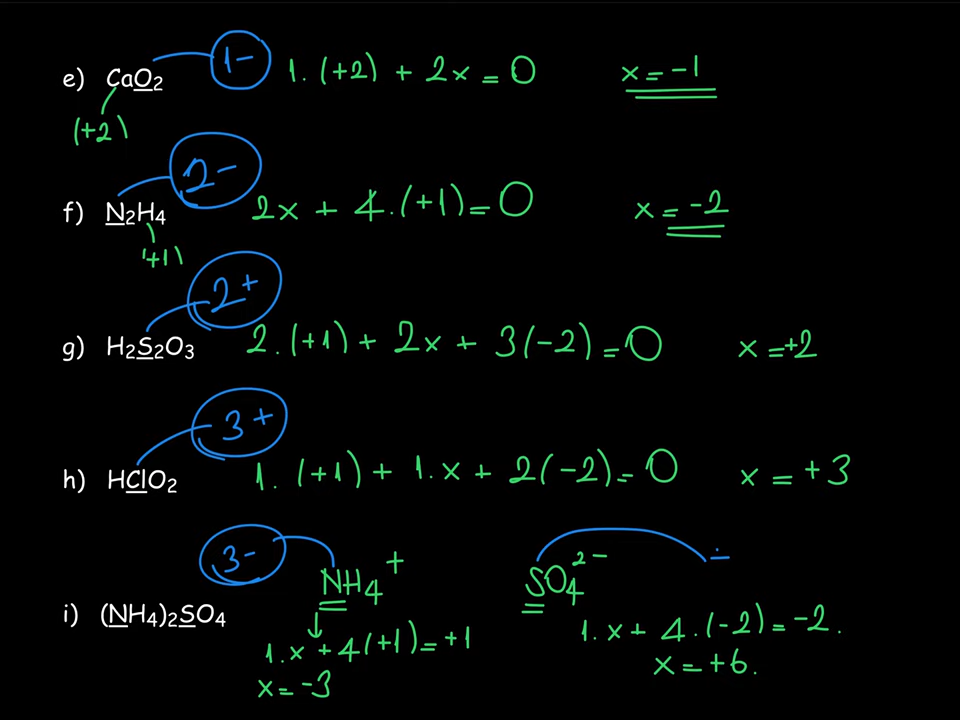 e) CaO2 1- 1.(+2) + 2x = 0 x = -1
(+2)
f) N2H4 2- 2x + 4.(+1) = 0 x = -2
(+1)
g) H2S2O3 2+ 2.(+1) + 2x + 3(-2) = 0 x = +2
h) HClO2 3+ 1.(+1) + 1.x + 2(-2) = 0 x = +3
3- NH4+ SO4 2-
i) (NH4)2SO4
1.x + 4(+1) = +1 1.x + 4.(-2) = -2.
x = -3 x = +6.